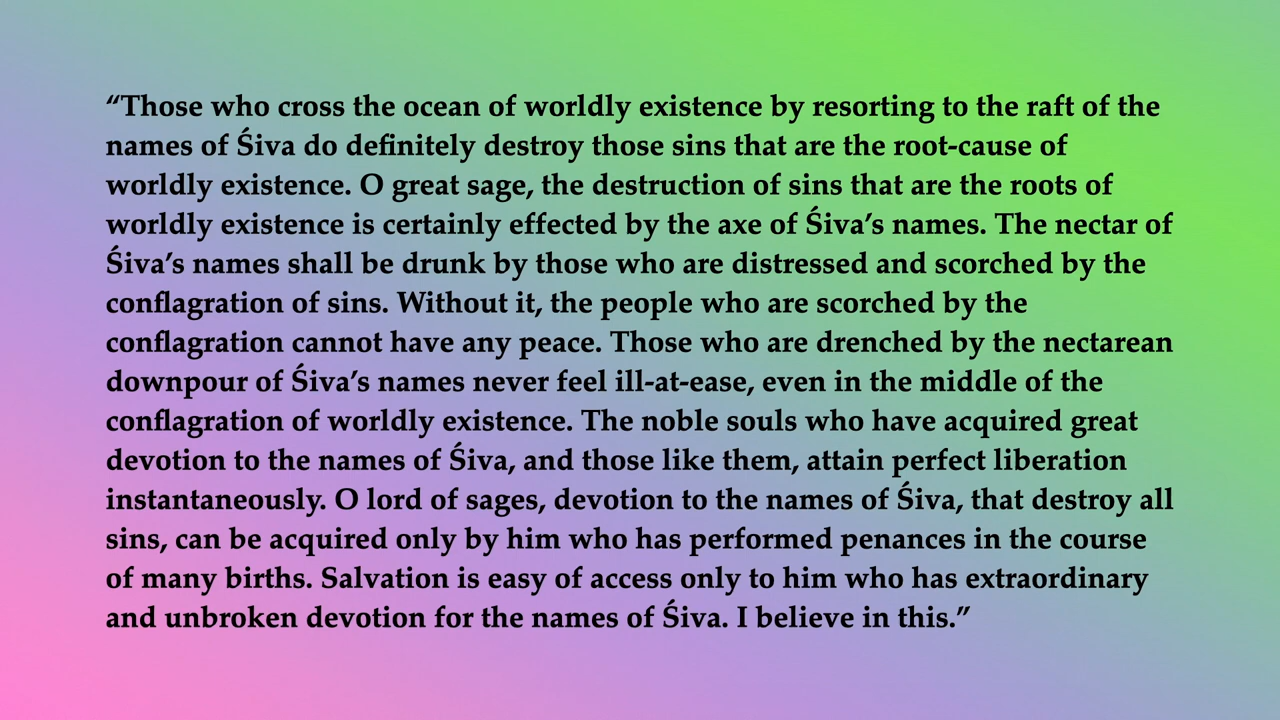 “Those who cross the ocean of worldly existence by resorting to the raft of the
names of Śiva do definitely destroy those sins that are the root-cause of
worldly existence. O great sage, the destruction of sins that are the roots of
worldly existence is certainly effected by the axe of Śiva’s names. The nectar of
Śiva’s names shall be drunk by those who are distressed and scorched by the
conflagration of sins. Without it, the people who are scorched by the
conflagration cannot have any peace. Those who are drenched by the nectarean
downpour of Śiva’s names never feel ill-at-ease, even in the middle of the
conflagration of worldly existence. The noble souls who have acquired great
devotion to the names of Śiva, and those like them, attain perfect liberation
instantaneously. O lord of sages, devotion to the names of Śiva, that destroy all
sins, can be acquired only by him who has performed penances in the course
of many births. Salvation is easy of access only to him who has extraordinary
and unbroken devotion for the names of Śiva. I believe in this.”